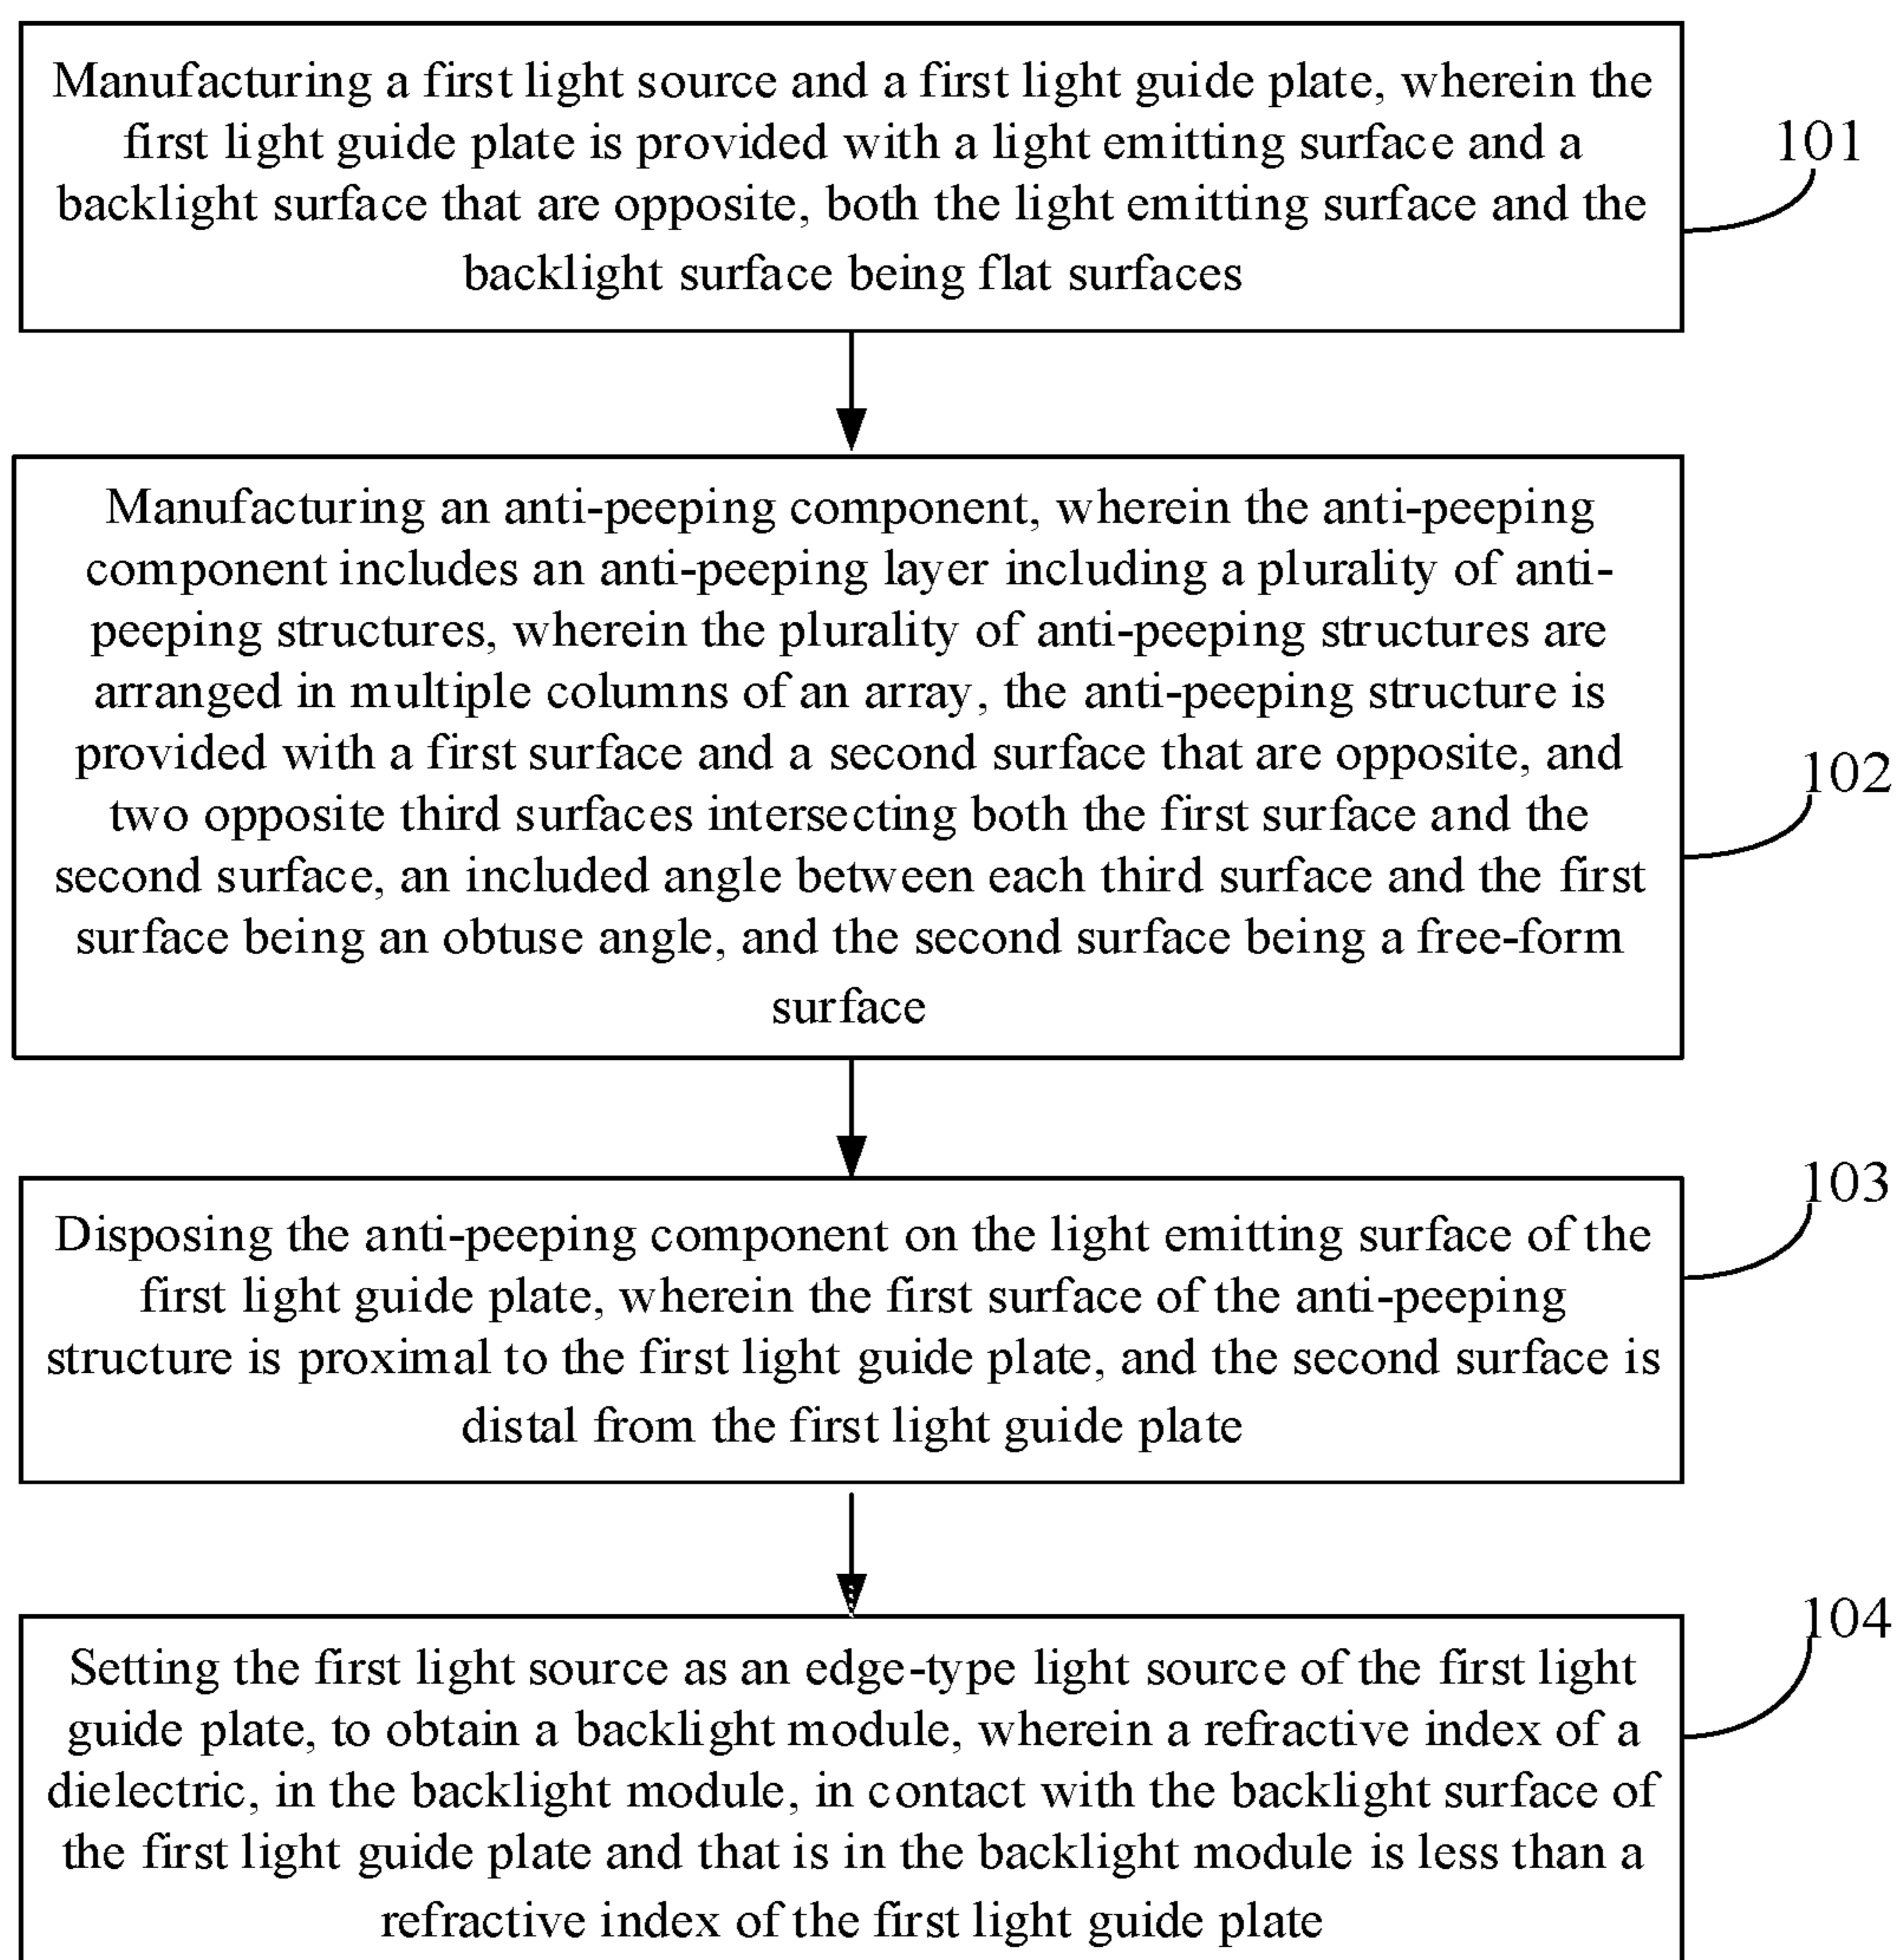 Manufacturing a first light source and a first light guide plate, wherein the
first light guide plate is provided with a light emitting surface and a
backlight surface that are opposite, both the light emitting surface and the
backlight surface being flat surfaces
101
Manufacturing an anti-peeping component, wherein the anti-peeping
component includes an anti-peeping layer including a plurality of anti-
peeping structures, wherein the plurality of anti-peeping structures are
arranged in multiple columns of an array, the anti-peeping structure is
provided with a first surface and a second surface that are opposite, and
two opposite third surfaces intersecting both the first surface and the
second surface, an included angle between each third surface and the first
surface being an obtuse angle, and the second surface being a free-form
surface
102
Disposing the anti-peeping component on the light emitting surface of the
first light guide plate, wherein the first surface of the anti-peeping
structure is proximal to the first light guide plate, and the second surface is
distal from the first light guide plate
103
Setting the first light source as an edge-type light source of the first light
guide plate, to obtain a backlight module, wherein a refractive index of a
dielectric, in the backlight module, in contact with the backlight surface of
the first light guide plate and that is in the backlight module is less than a
refractive index of the first light guide plate
104